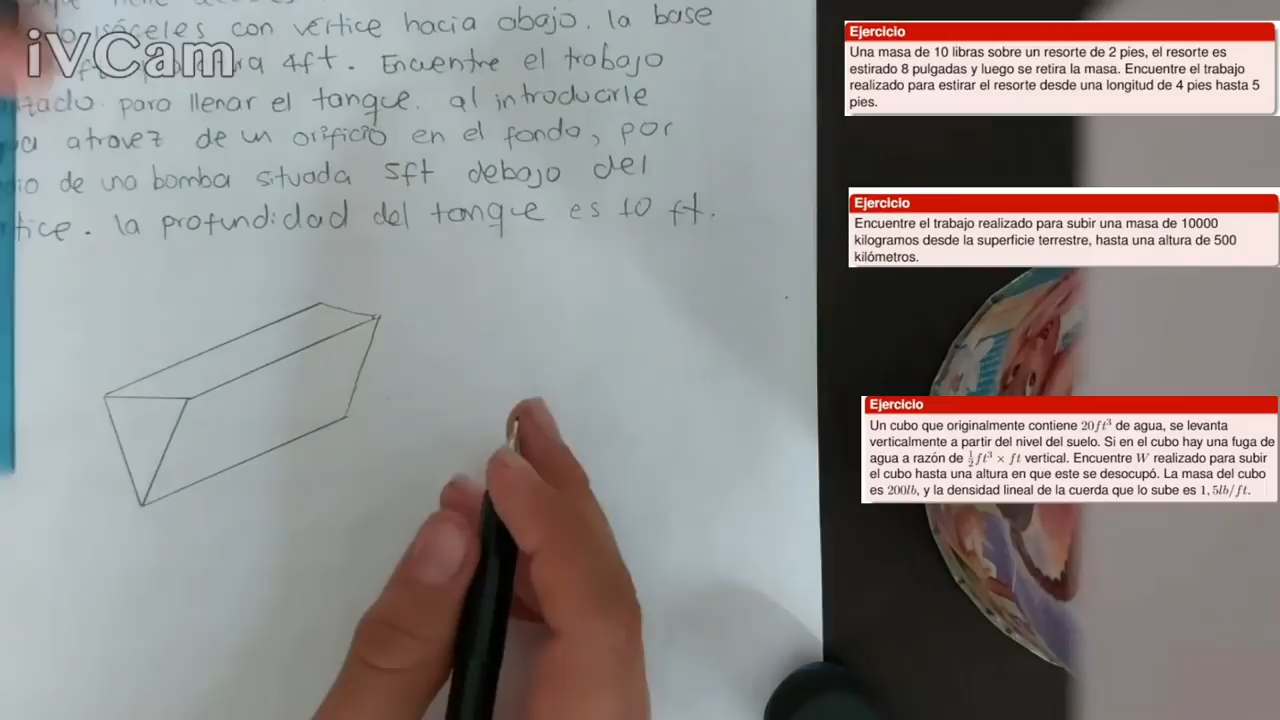 isóceles con vértice hacia abajo. la base
iVCam
4ft. Encuentre el trabajo
para llenar el tanque. al introducirle
atravez de un orificio en el fondo, por
de una bomba situada 5ft debajo del
la profundidad del tanque es 10 ft.
Ejercicio
Una masa de 10 libras sobre un resorte de 2 pies, el resorte es
estirado 8 pulgadas y luego se retira la masa. Encuentre el trabajo
realizado para estirar el resorte desde una longitud de 4 pies hasta 5
pies.
Ejercicio
Encuentre el trabajo realizado para subir una masa de 10000
kilogramos desde la superficie terrestre, hasta una altura de 500
kilómetros.
Ejercicio
Un cubo que originalmente contiene 20ft³ de agua, se levanta
verticalmente a partir del nivel del suelo. Si en el cubo hay una fuga de
agua a razón de ½ft³ × ft vertical. Encuentre W realizado para subir
el cubo hasta una altura en que este se desocupó. La masa del cubo
es 200lb, y la densidad lineal de la cuerda que lo sube es 1, 5lb/ft.